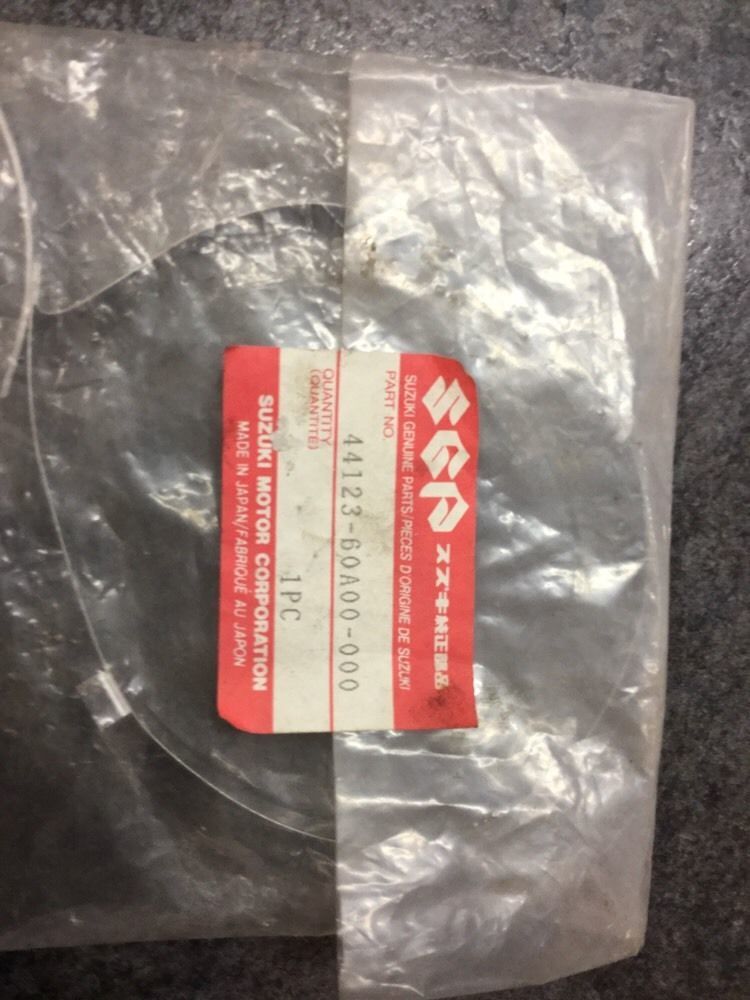 SGP スズキ純正部品
SUZUKI GENUINE PARTS/PIECES D'ORIGINE DE SUZUKI
PART NO.
44123-60A00-000
QUANTITY
(QUANTITÉ)
1PC
SUZUKI MOTOR CORPORATION
MADE IN JAPAN/FABRIQUÉ AU JAPON